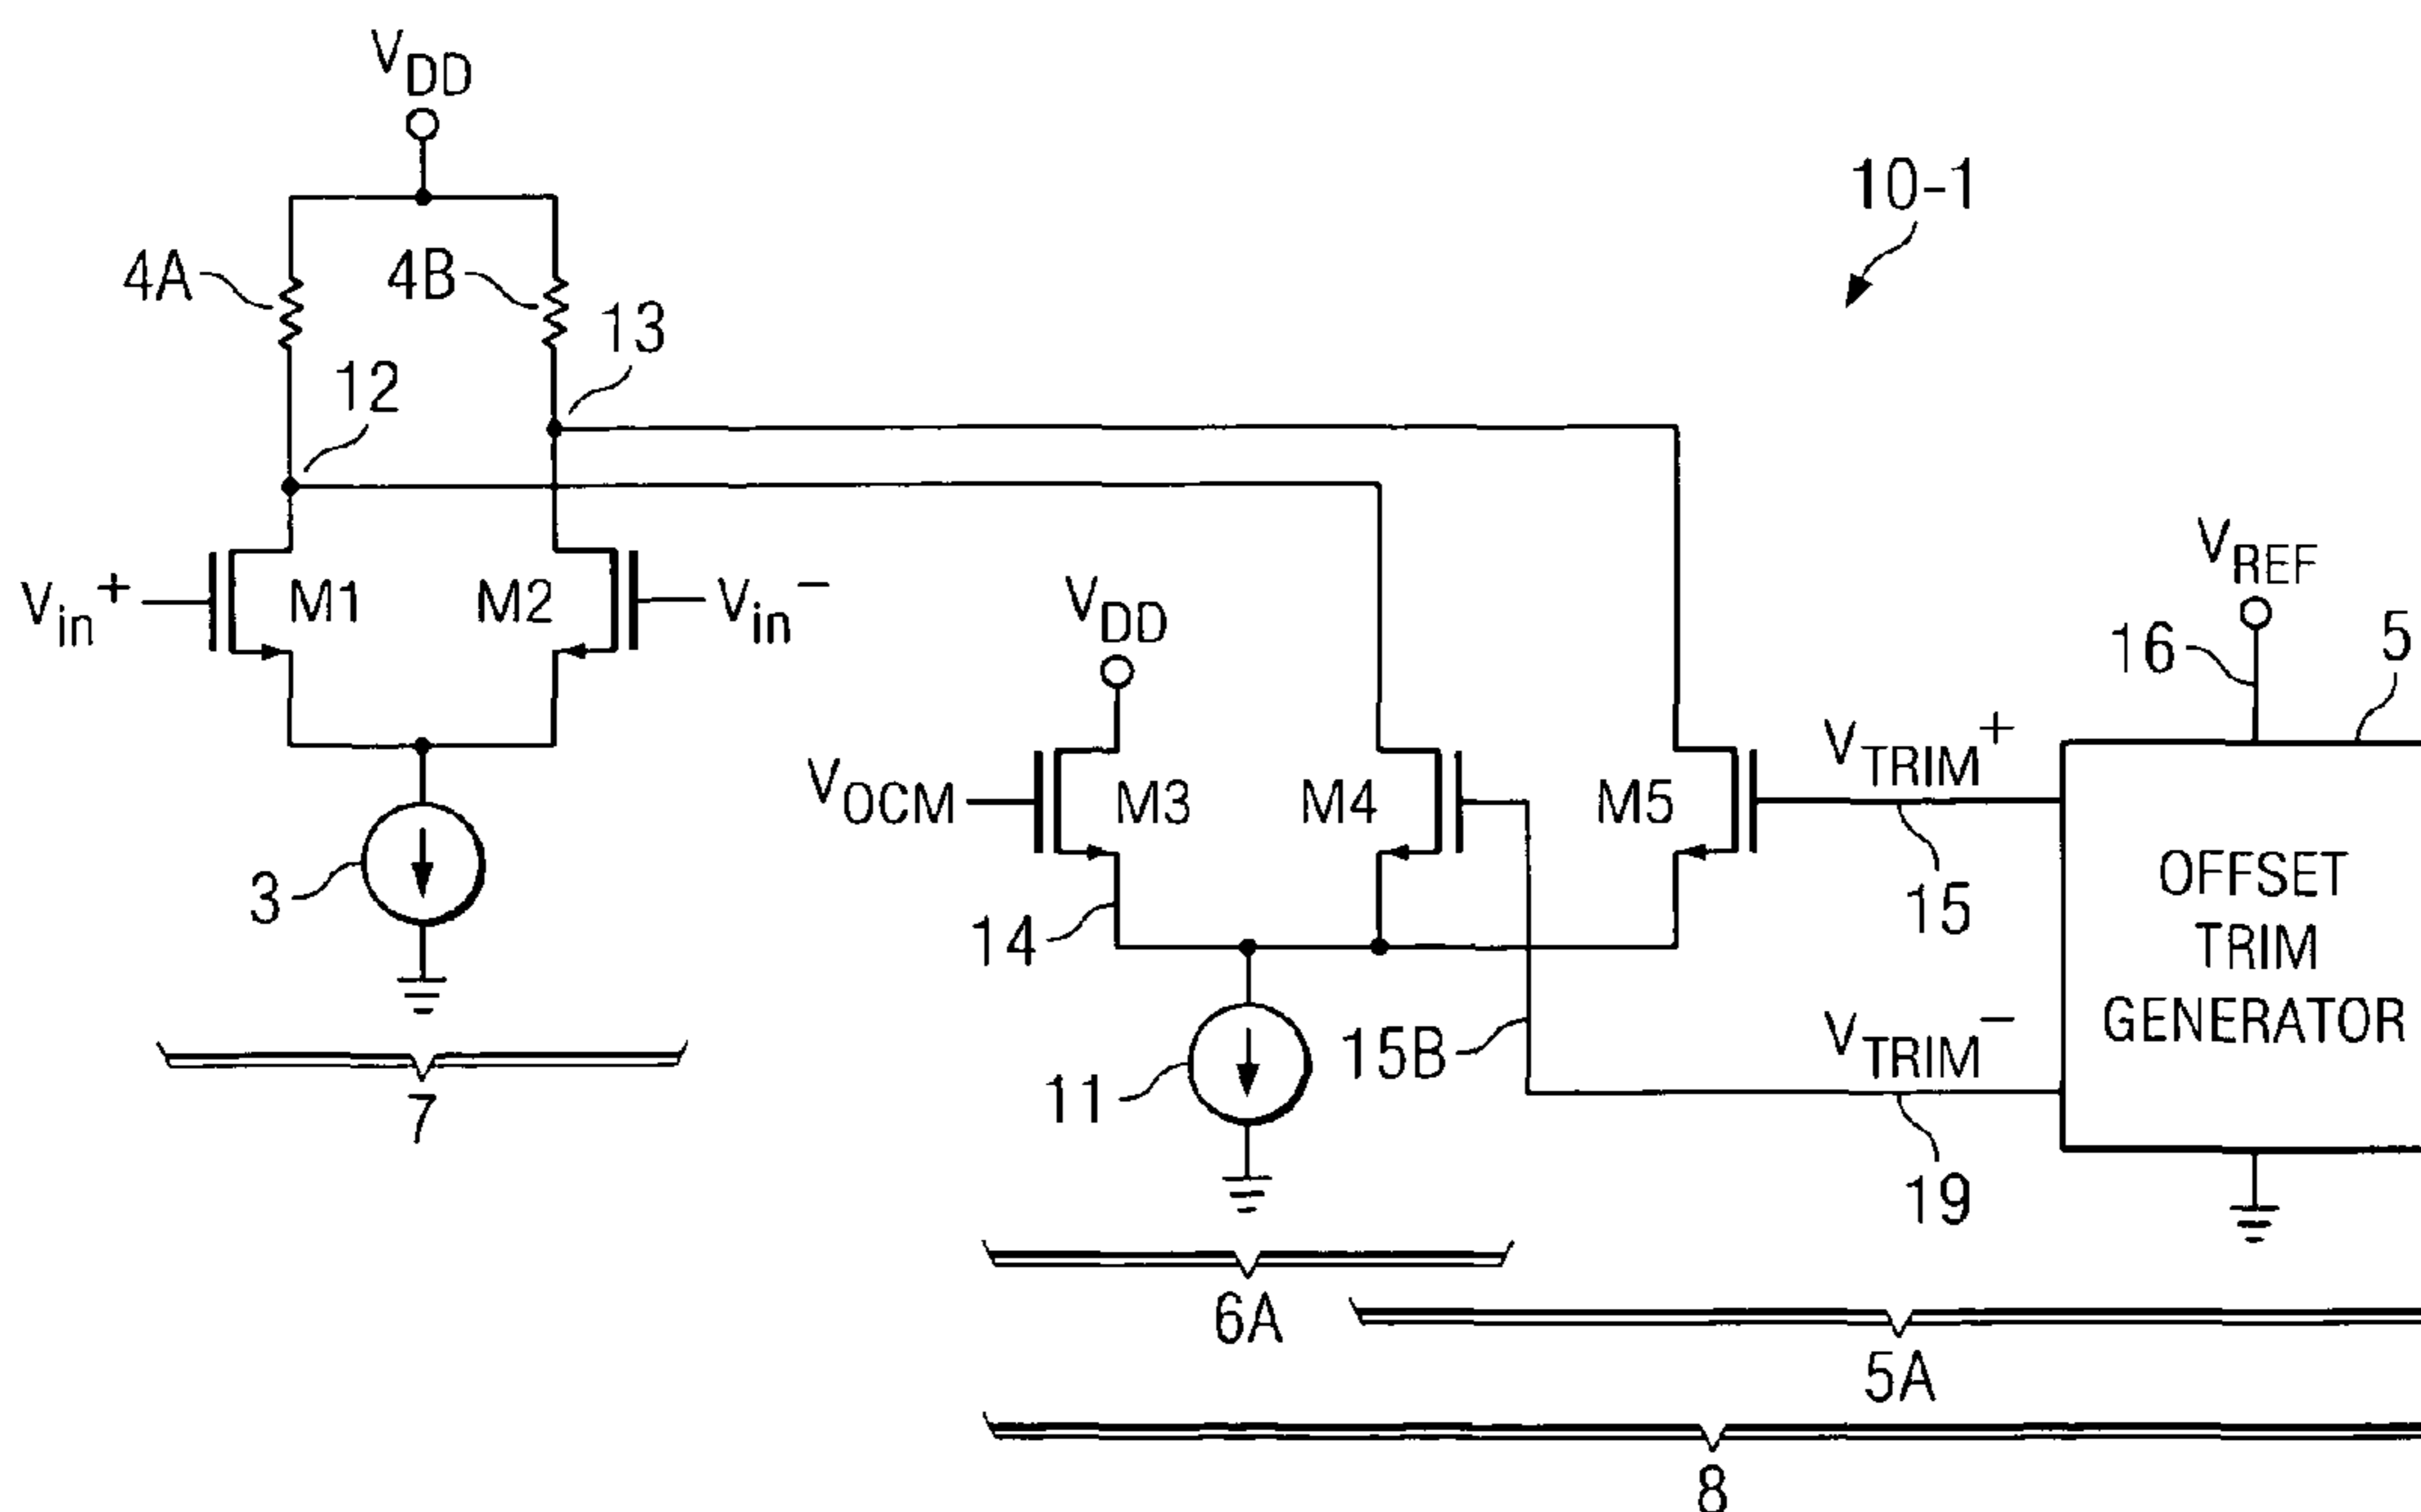 VDD
10-1
4A
4B
13
12
Vin+
M1
M2
Vin−
VDD
VREF
16
5
VTRIM+
VOCM
M3
M4
M5
15
OFFSET
TRIM
GENERATOR
3
14
15B
VTRIM−
11
19
7
6A
5A
8